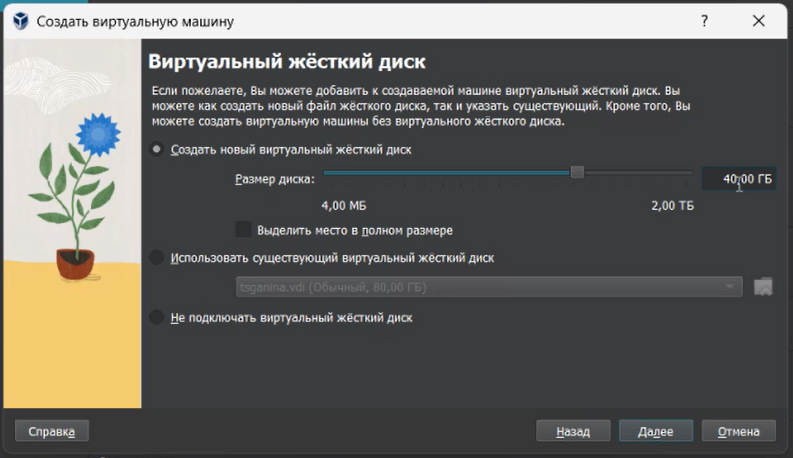 Создать виртуальную машину
?
Виртуальный жёсткий диск
Если пожелаете, Вы можете добавить к создаваемой машине виртуальный жёсткий диск. Вы
можете как создать новый файл жёсткого диска, так и указать существующий. Кроме того, Вы
можете создать виртуальную машины без виртуального жёсткого диска.
Создать новый виртуальный жёсткий диск
Размер диска: 40,00 ГБ
4,00 МБ 2,00 ТБ
Выделить место в полном размере
Использовать существующий виртуальный жёсткий диск
tsganina.vdi (Обычный, 80,00 ГБ)
Не подключать виртуальный жёсткий диск
Справка Назад Далее Отмена